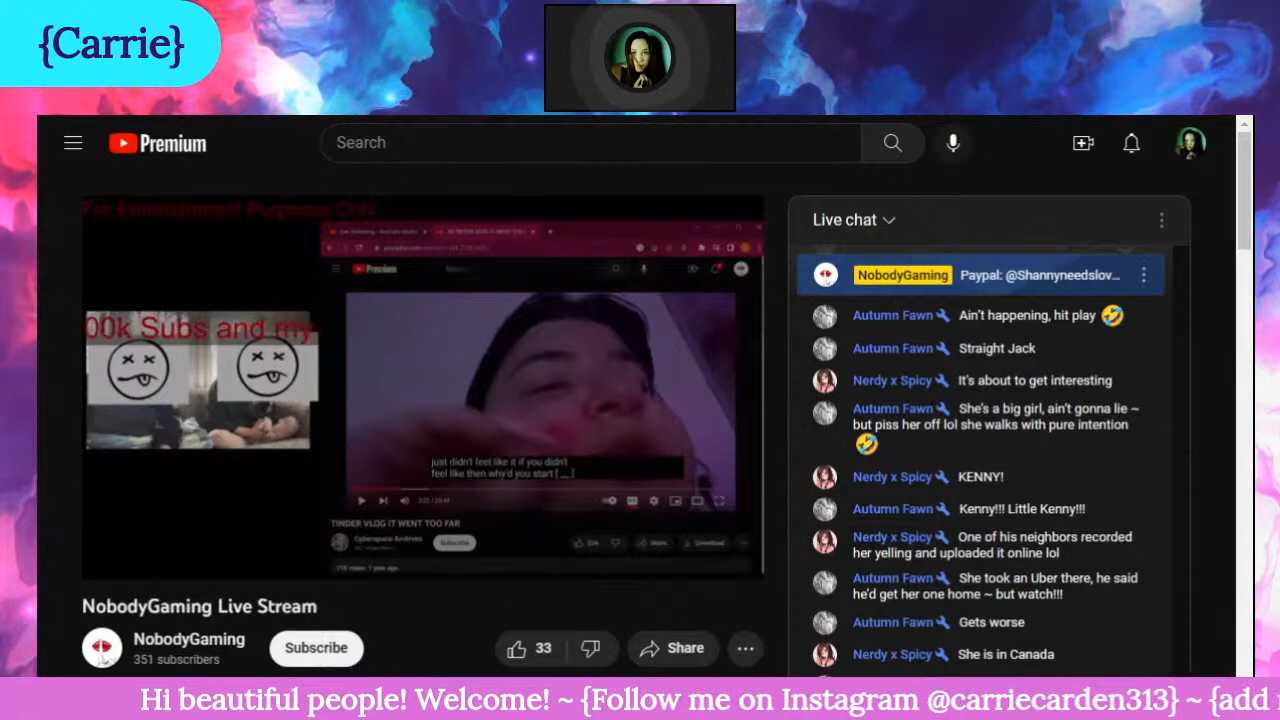 {Carrie}
Premium
Search
For Entertainment Purposes Only
Premium
00k Subs and my
just didn't feel like it if you didn't
feel like then why'd you start [ __ ]
TINDER VLOG IT WENT TOO FAR
Cyberspace Archives
Subscribe
Share
Download
NobodyGaming Live Stream
NobodyGaming
351 subscribers
Subscribe
33
Share
Live chat
NobodyGaming Paypal: @Shannyneedslov...
Autumn Fawn Ain't happening, hit play 🤣
Autumn Fawn Straight Jack
Nerdy x Spicy It's about to get interesting
Autumn Fawn She's a big girl, ain't gonna lie ~
but piss her off lol she walks with pure intention
🤣
Nerdy x Spicy KENNY!
Autumn Fawn Kenny!!! Little Kenny!!!
Nerdy x Spicy One of his neighbors recorded
her yelling and uploaded it online lol
Autumn Fawn She took an Uber there, he said
he'd get her one home ~ but watch!!!
Autumn Fawn Gets worse
Nerdy x Spicy She is in Canada
Hi beautiful people! Welcome! ~ {Follow me on Instagram @carriecarden313} ~ {add